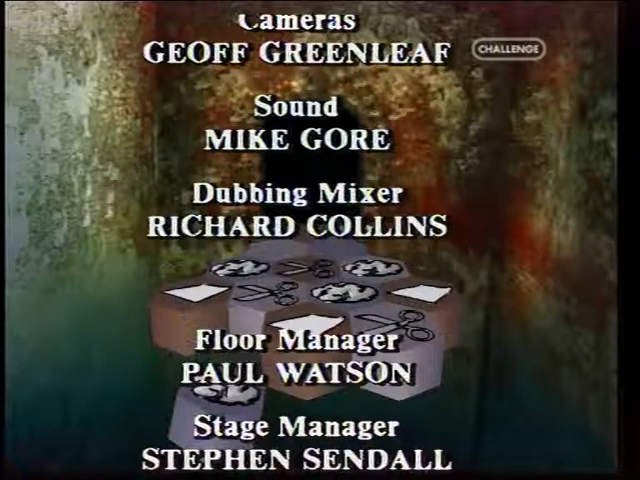 Cameras
GEOFF GREENLEAF
CHALLENGE
Sound
MIKE GORE
Dubbing Mixer
RICHARD COLLINS
Floor Manager
PAUL WATSON
Stage Manager
STEPHEN SENDALL